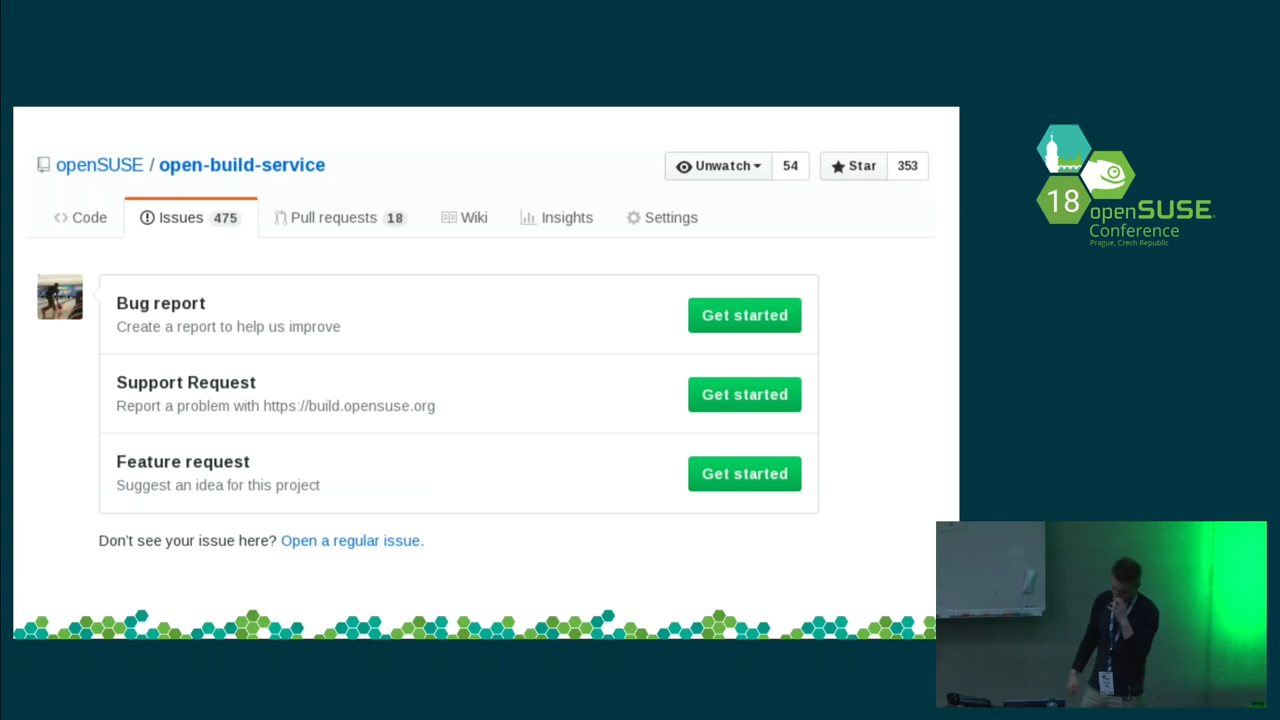 openSUSE / open-build-service
Unwatch 54
Star 353
Code
Issues 475
Pull requests 18
Wiki
Insights
Settings
Bug report
Create a report to help us improve
Get started
Support Request
Report a problem with https://build.opensuse.org
Get started
Feature request
Suggest an idea for this project
Get started
Don't see your issue here? Open a regular issue.
18
openSUSE
Conference
Prague, Czech Republic